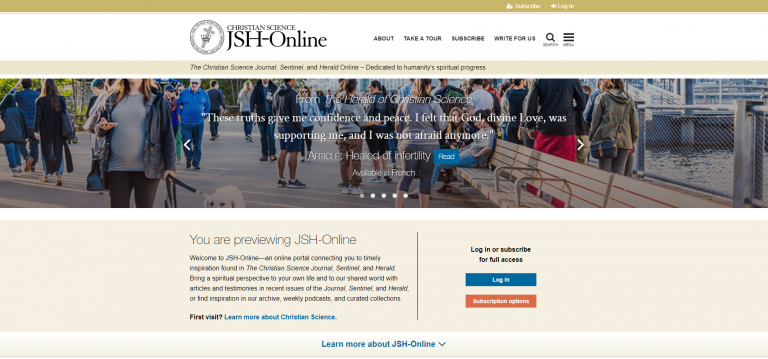 Subscribe
Log In
CHRISTIAN SCIENCE
JSH-Online
ABOUT
TAKE A TOUR
SUBSCRIBE
WRITE FOR US
SEARCH
MENU
The Christian Science Journal, Sentinel, and Herald Online – Dedicated to humanity's spiritual progress
From The Herald of Christian Science,
"These truths gave me confidence and peace. I felt that God, divine Love, was
supporting me, and I was not afraid anymore."
ARTICLE: Healed of infertility Read
Available in French
You are previewing JSH-Online
Welcome to JSH-Online—an online portal connecting you to timely
inspiration found in The Christian Science Journal, Sentinel, and Herald.
Bring a spiritual perspective to your own life and to our shared world with
articles and testimonies in recent issues of the Journal, Sentinel, and Herald,
or find inspiration in our archive, weekly podcasts, and curated collections.
First visit? Learn more about Christian Science.
Log in or subscribe
for full access
Log in
Subscription options
Learn more about JSH-Online